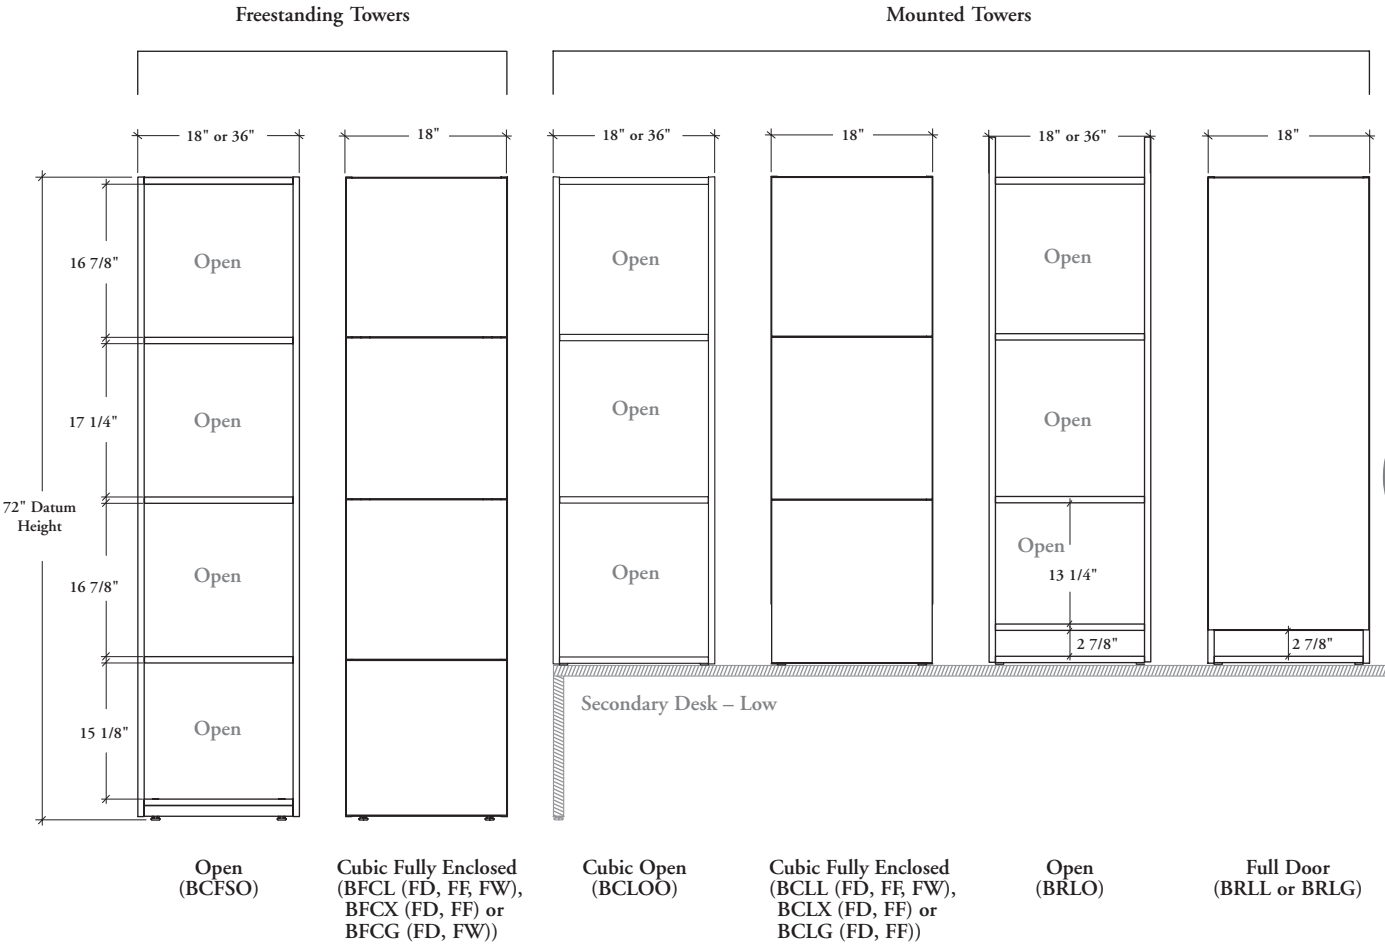 Freestanding Towers
Mounted Towers
18" or 36"
18"
18" or 36"
18"
18" or 36"
18"
16 7/8"
Open
Open
Open
17 1/4"
Open
Open
Open
72" Datum
Height
16 7/8"
Open
Open
Open
13 1/4"
2 7/8"
2 7/8"
15 1/8"
Open
Secondary Desk – Low
Open
(BCFSO)
Cubic Fully Enclosed
(BFCL (FD, FF, FW),
BFCX (FD, FF) or
BFCG (FD, FW))
Cubic Open
(BCLOO)
Cubic Fully Enclosed
(BCLL (FD, FF, FW),
BCLX (FD, FF) or
BCLG (FD, FF))
Open
(BRLO)
Full Door
(BRLL or BRLG)